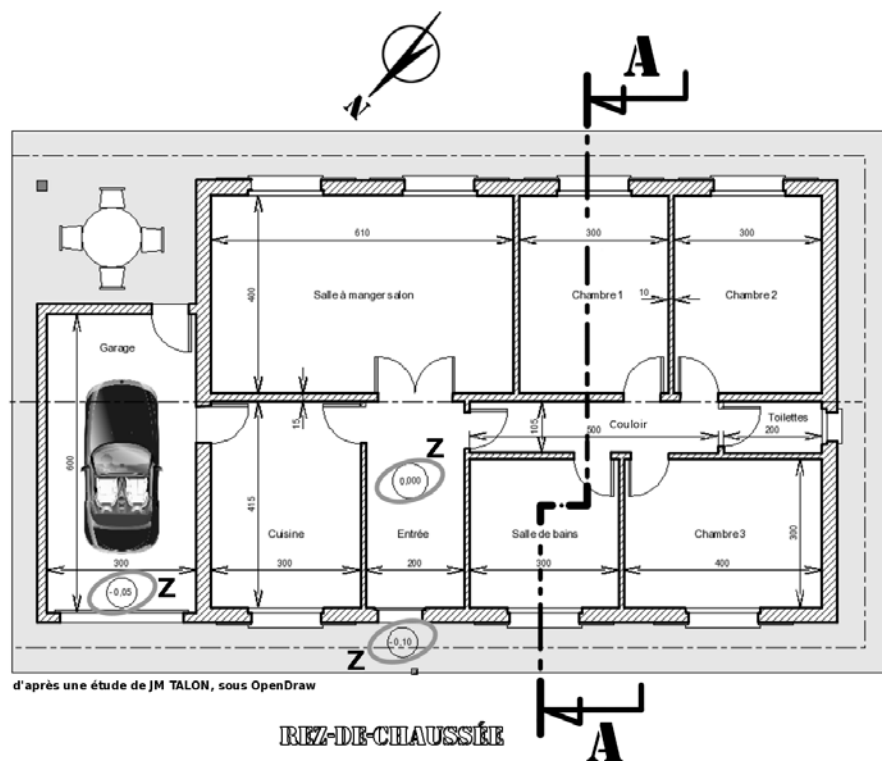 A
N
610
300
300
400
Salle à manger salon
Chambre 1
10
Chambre 2
Garage
15
105
Couloir
500
Toilettes
200
Z
0,000
600
415
Cuisine
Entrée
Salle de bains
Chambre 3
300
300
300
200
300
400
-0,05
Z
-0,10
Z
d'après une étude de JM TALON, sous OpenDraw
REZ-DE-CHAUSSÉE
A